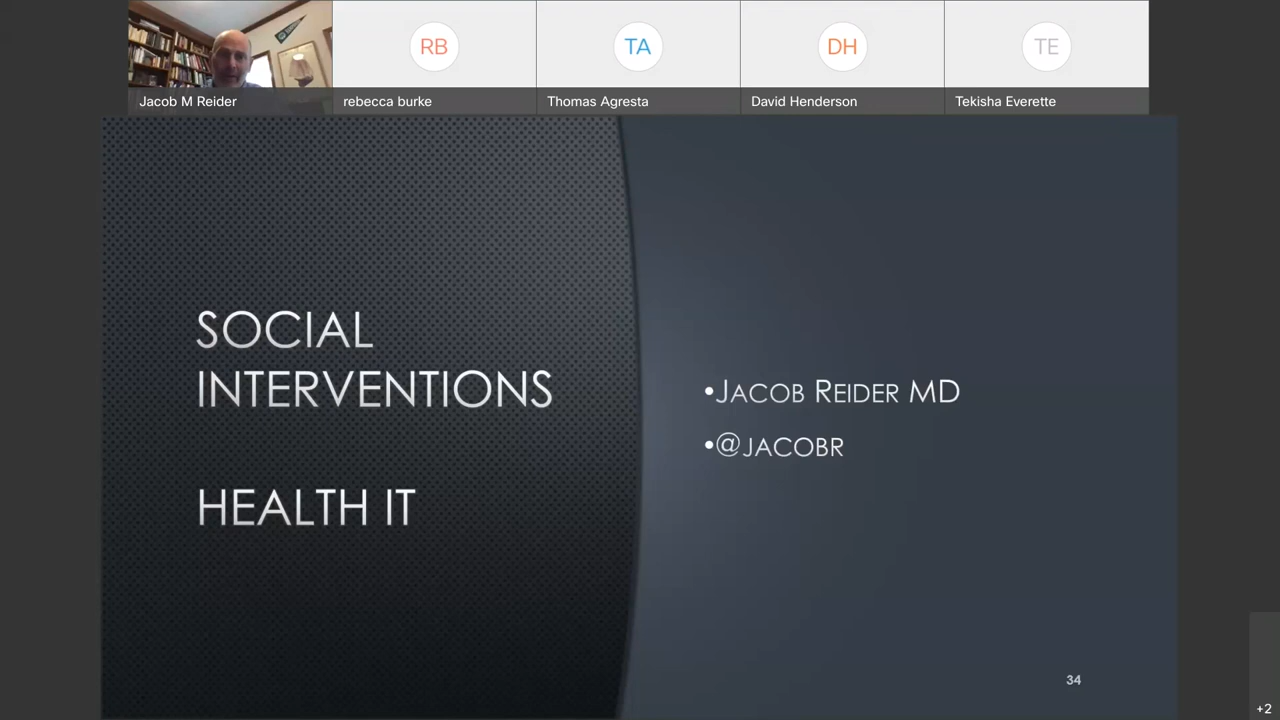 RB
TA
DH
TE
Jacob M Reider
rebecca burke
Thomas Agresta
David Henderson
Tekisha Everette
SOCIAL
INTERVENTIONS
HEALTH IT
•JACOB REIDER MD
•@JACOBR
34
+2